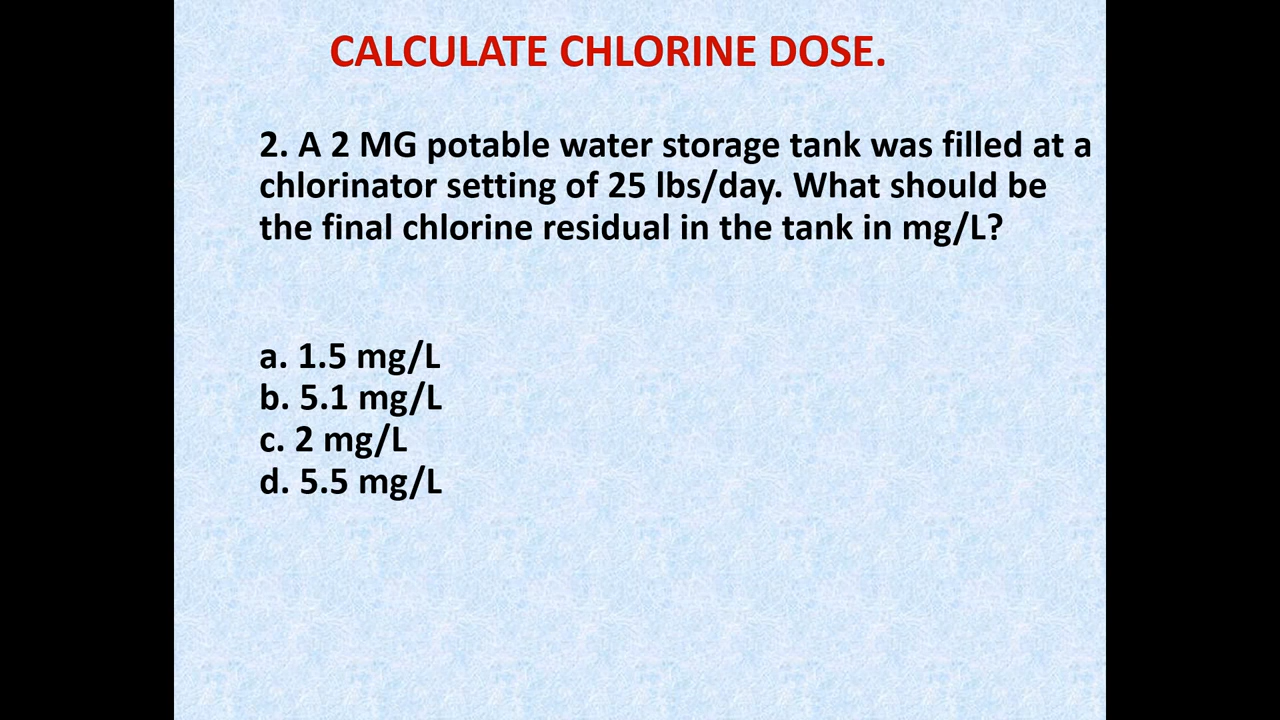 CALCULATE CHLORINE DOSE.
2. A 2 MG potable water storage tank was filled at a
chlorinator setting of 25 lbs/day. What should be
the final chlorine residual in the tank in mg/L?
a. 1.5 mg/L
b. 5.1 mg/L
c. 2 mg/L
d. 5.5 mg/L